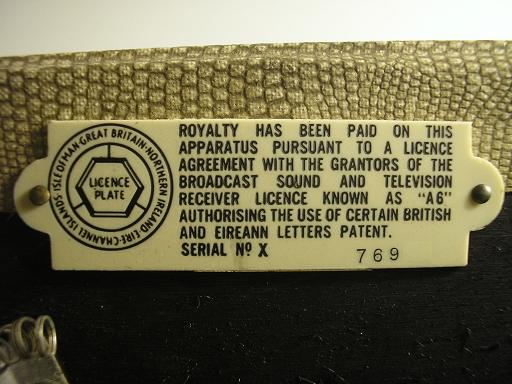 ISLE OF MAN·GREAT BRITAIN·NORTHERN IRELAND·EIRE·CHANNEL ISLANDS·
LICENCE
PLATE
ROYALTY HAS BEEN PAID ON THIS
APPARATUS PURSUANT TO A LICENCE
AGREEMENT WITH THE GRANTORS OF THE
BROADCAST SOUND AND TELEVISION
RECEIVER LICENCE KNOWN AS "A6"
AUTHORISING THE USE OF CERTAIN BRITISH
AND EIREANN LETTERS PATENT.
SERIAL Nº X 769